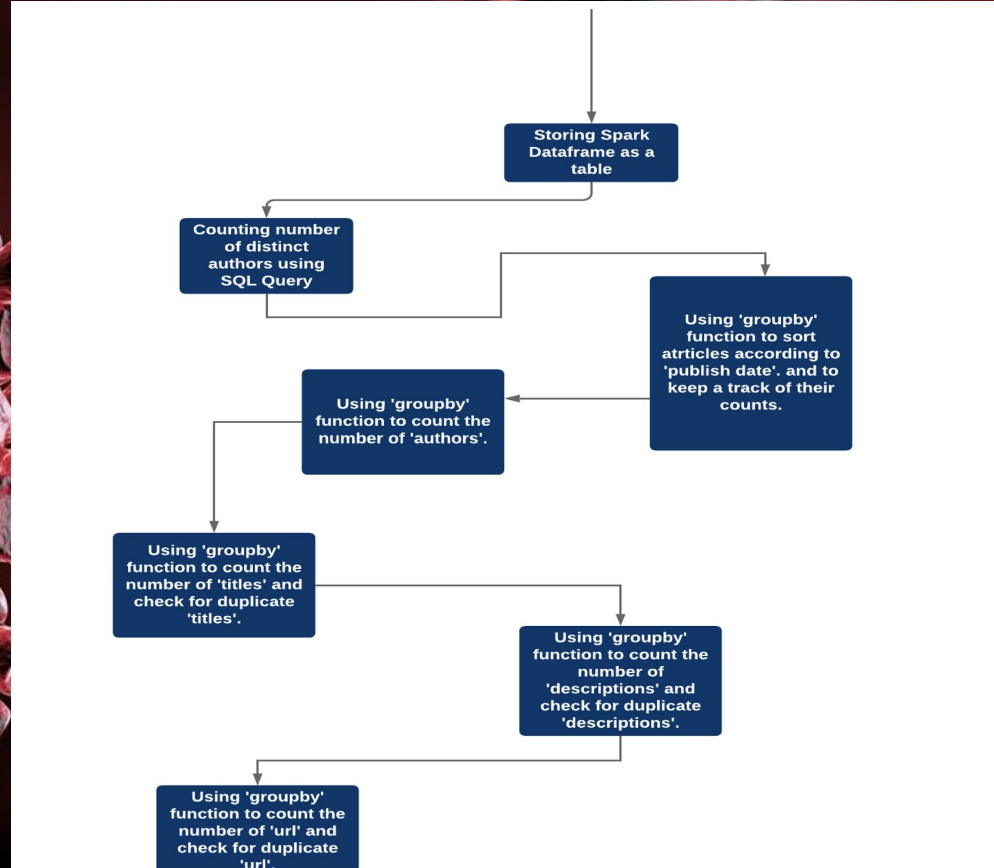 Storing Spark
Dataframe as a
table
Counting number
of distinct
authors using
SQL Query
Using 'groupby'
function to sort
atrticles according to
'publish date'. and to
keep a track of their
counts.
Using 'groupby'
function to count the
number of 'authors'.
Using 'groupby'
function to count the
number of 'titles' and
check for duplicate
'titles'.
Using 'groupby'
function to count the
number of
'descriptions' and
check for duplicate
'descriptions'.
Using 'groupby'
function to count the
number of 'url' and
check for duplicate
'url'.